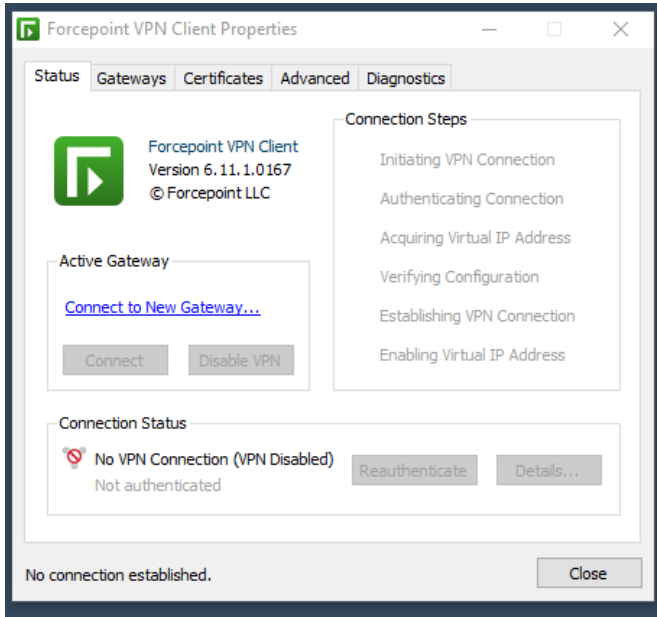 Forcepoint VPN Client Properties
Status Gateways Certificates Advanced Diagnostics
Forcepoint VPN Client
Version 6.11.1.0167
© Forcepoint LLC
Connection Steps
Initiating VPN Connection
Authenticating Connection
Acquiring Virtual IP Address
Verifying Configuration
Establishing VPN Connection
Enabling Virtual IP Address
Active Gateway
Connect to New Gateway...
Connect Disable VPN
Connection Status
No VPN Connection (VPN Disabled)
Not authenticated
Reauthenticate Details...
No connection established.
Close